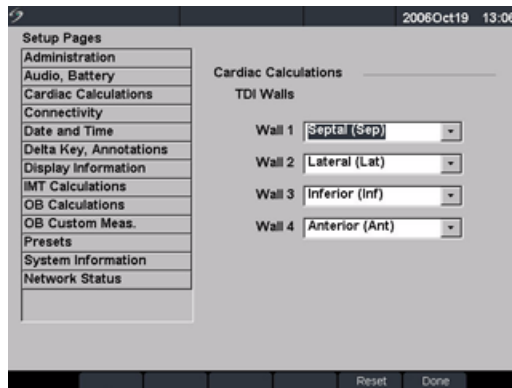 2006Oct19 13:06
Setup Pages
Administration
Audio, Battery
Cardiac Calculations
Connectivity
Date and Time
Delta Key, Annotations
Display Information
IMT Calculations
OB Calculations
OB Custom Meas.
Presets
System Information
Network Status
Cardiac Calculations
TDI Walls
Wall 1 Septal (Sep)
Wall 2 Lateral (Lat)
Wall 3 Inferior (Inf)
Wall 4 Anterior (Ant)
Reset Done